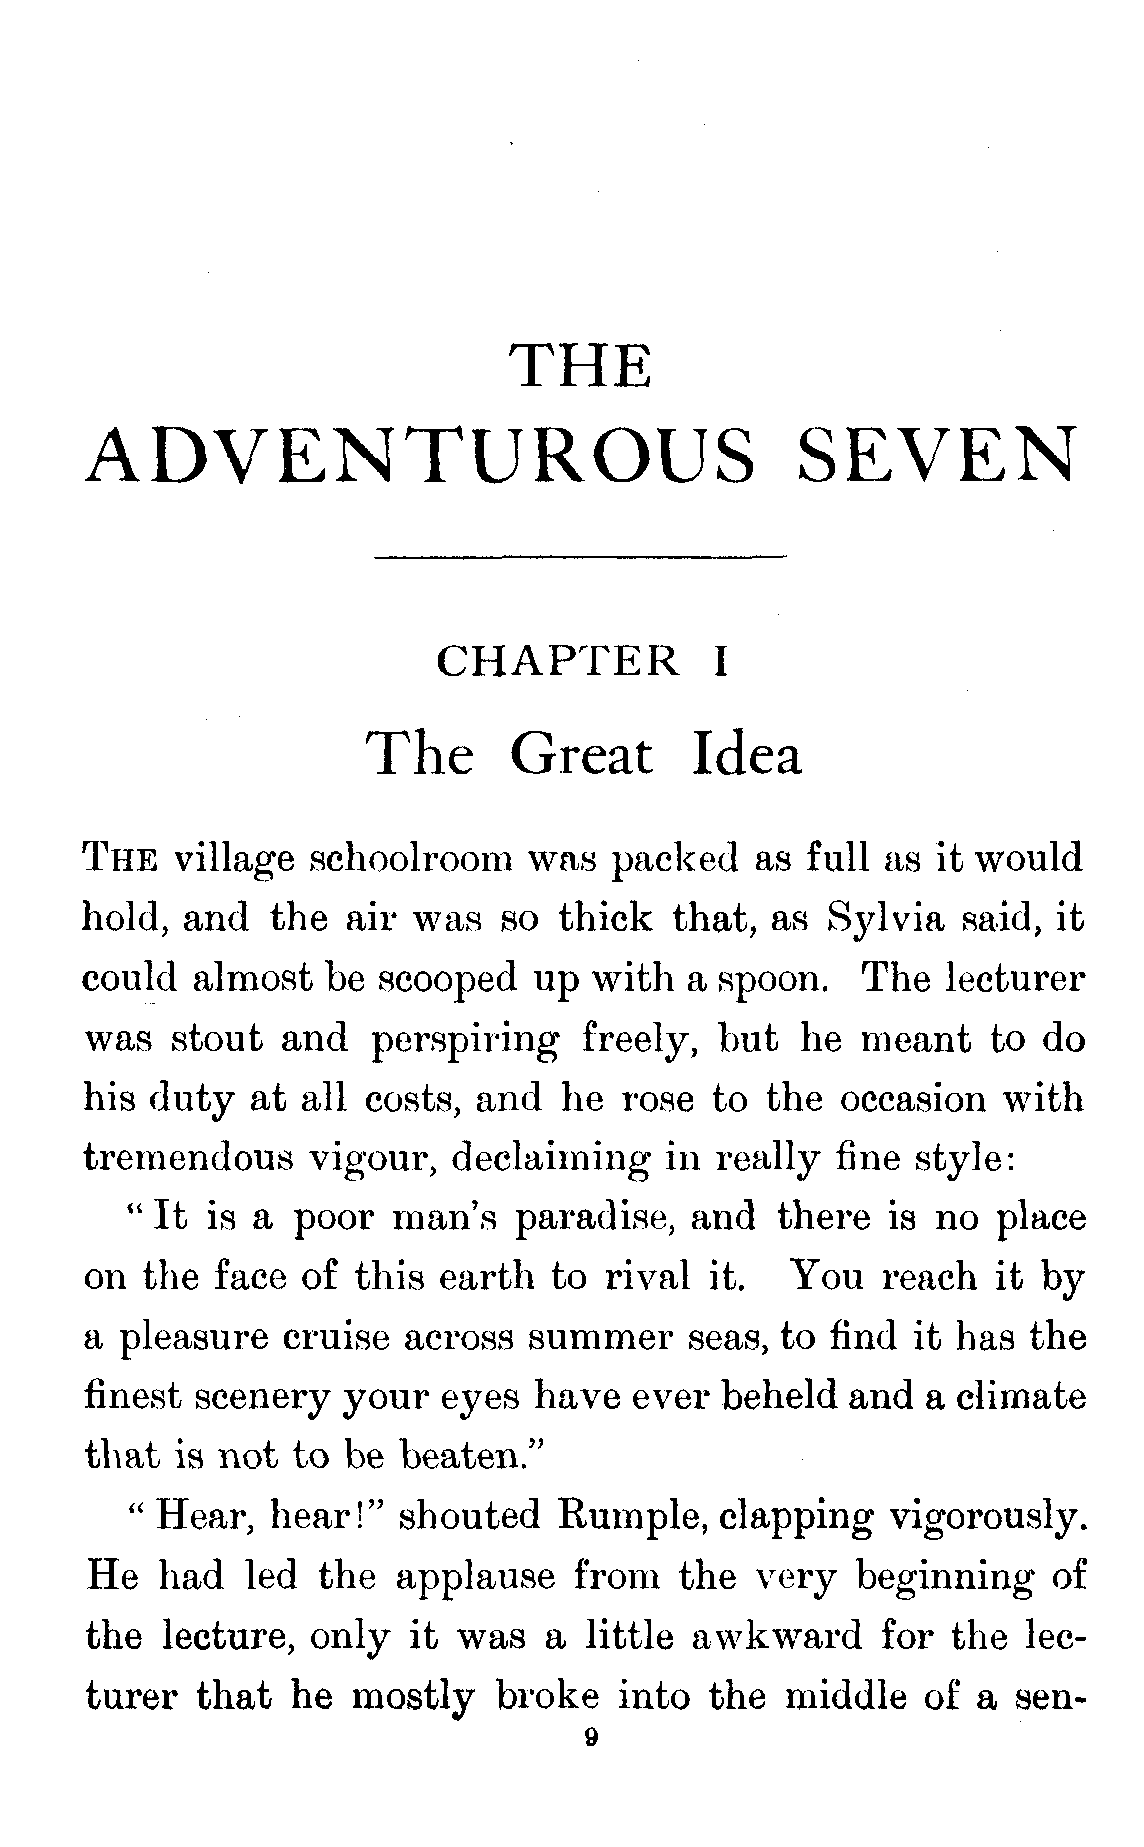 THE
ADVENTUROUS SEVEN
CHAPTER I
The Great Idea
THE village schoolroom was packed as full as it would
hold, and the air was so thick that, as Sylvia said, it
could almost be scooped up with a spoon. The lecturer
was stout and perspiring freely, but he meant to do
his duty at all costs, and he rose to the occasion with
tremendous vigour, declaiming in really fine style:
“It is a poor man's paradise, and there is no place
on the face of this earth to rival it. You reach it by
a pleasure cruise across summer seas, to find it has the
finest scenery your eyes have ever beheld and a climate
that is not to be beaten.”
“Hear, hear!” shouted Rumple, clapping vigorously.
He had led the applause from the very beginning of
the lecture, only it was a little awkward for the lec-
turer that he mostly broke into the middle of a sen-
9